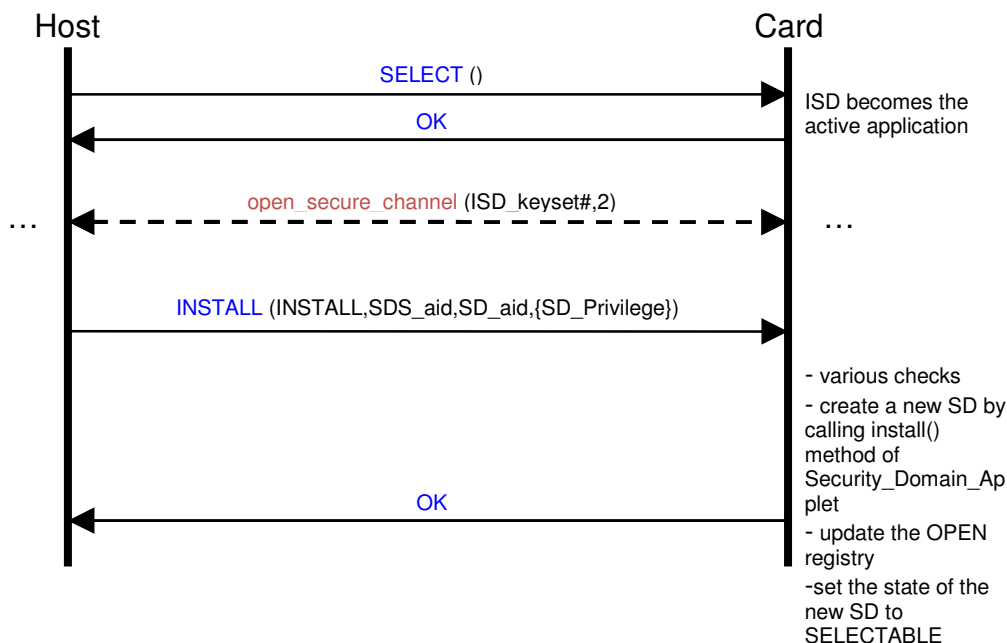 Host
Card
SELECT ()
ISD becomes the
active application
OK
open_secure_channel (ISD_keyset#,2)
…
…
INSTALL (INSTALL,SDS_aid,SD_aid,{SD_Privilege})
- various checks
- create a new SD by
calling install()
method of
Security_Domain_Ap
plet
OK
- update the OPEN
registry
-set the state of the
new SD to
SELECTABLE